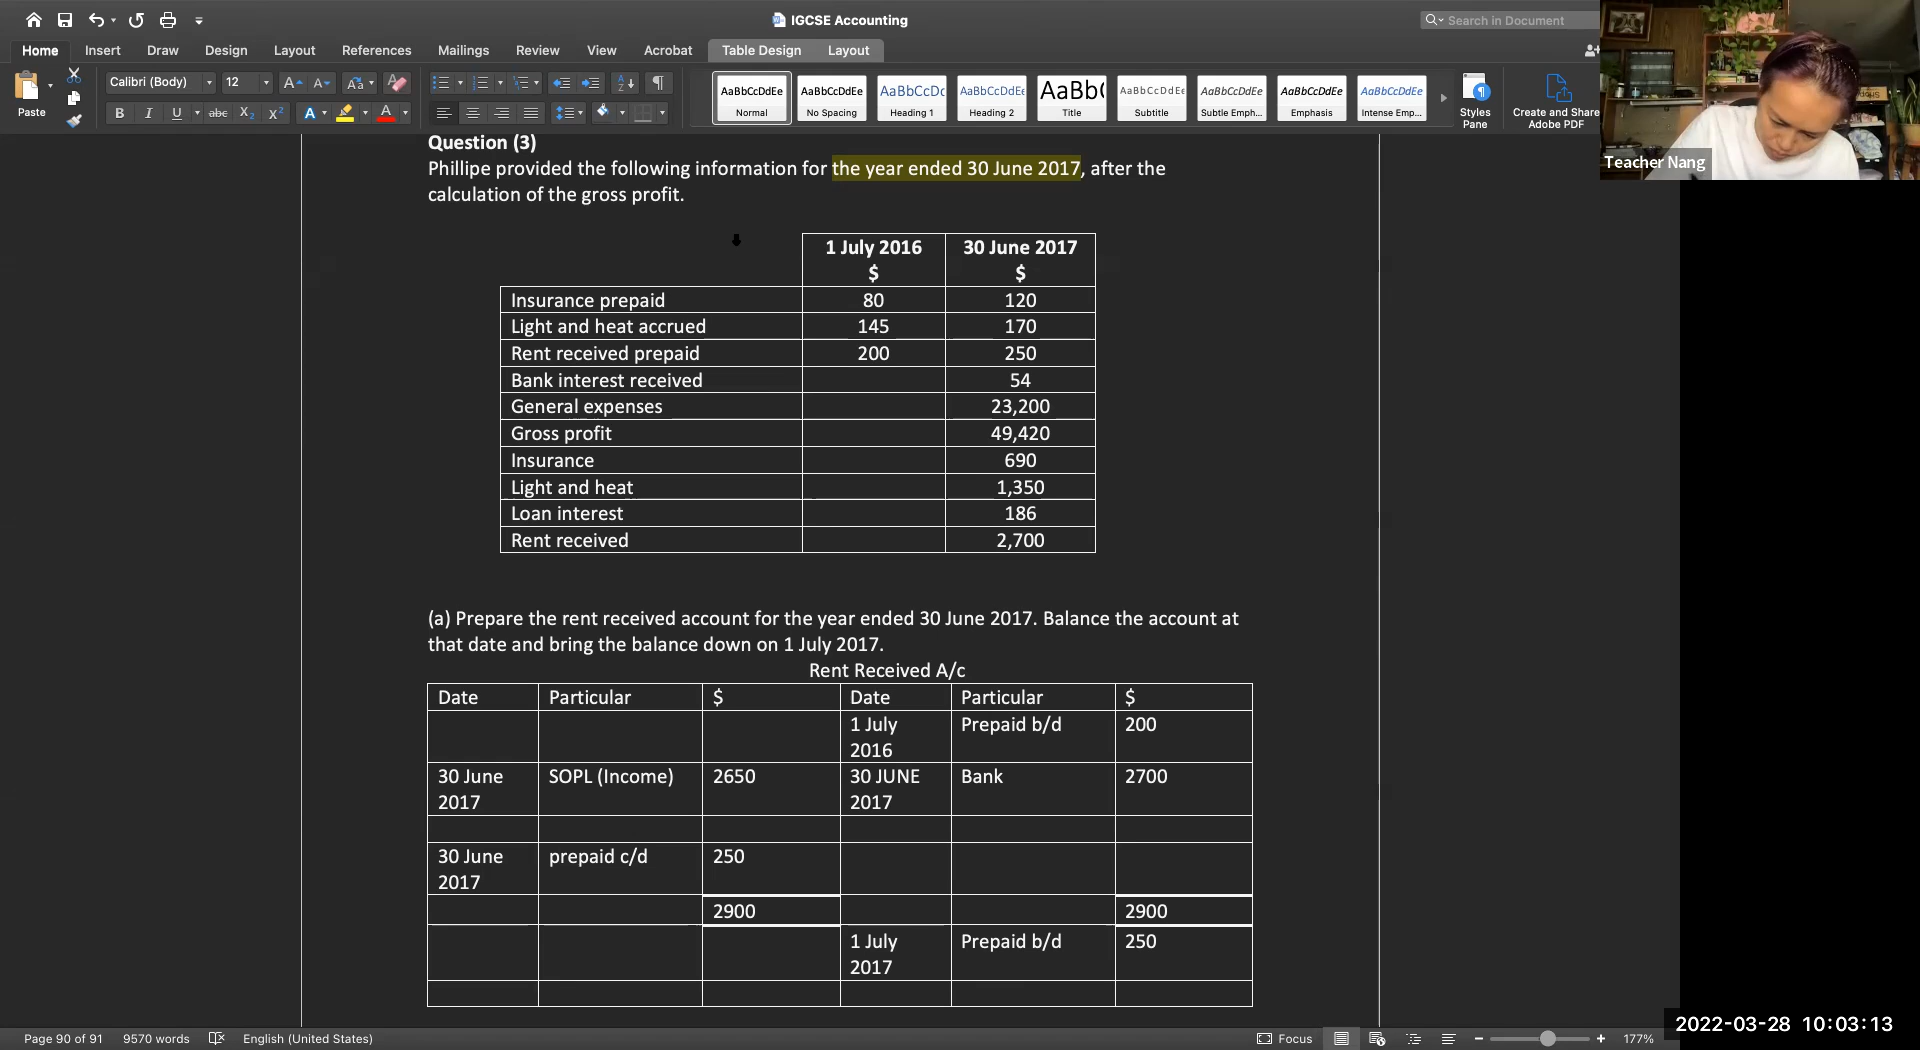 IGCSE Accounting
Search in Document
Home Insert Draw Design Layout References Mailings Review View Acrobat Table Design Layout
Paste
Calibri (Body) 12
AaBbCcDdEe AaBbCcDdEe AaBbCcDc AaBbCcDdEe AaBb( AaBbCcDdEe AaBbCcDdEe AaBbCcDdEe AaBbCcDdEe
Normal No Spacing Heading 1 Heading 2 Title Subtitle Subtle Emph... Emphasis Intense Emp...
Styles Pane
Create and Share Adobe PDF
Teacher Nang
Question (3)
Phillipe provided the following information for the year ended 30 June 2017, after the
calculation of the gross profit.
1 July 2016 30 June 2017
$ $
Insurance prepaid 80 120
Light and heat accrued 145 170
Rent received prepaid 200 250
Bank interest received 54
General expenses 23,200
Gross profit 49,420
Insurance 690
Light and heat 1,350
Loan interest 186
Rent received 2,700
(a) Prepare the rent received account for the year ended 30 June 2017. Balance the account at
that date and bring the balance down on 1 July 2017.
Rent Received A/c
Date Particular $ Date Particular $
1 July Prepaid b/d 200
2016
30 June SOPL (Income) 2650 30 JUNE Bank 2700
2017 2017
30 June prepaid c/d 250
2017
2900 2900
1 July Prepaid b/d 250
2017
Page 90 of 91 9570 words English (United States) Focus 177%
2022-03-28 10:03:13